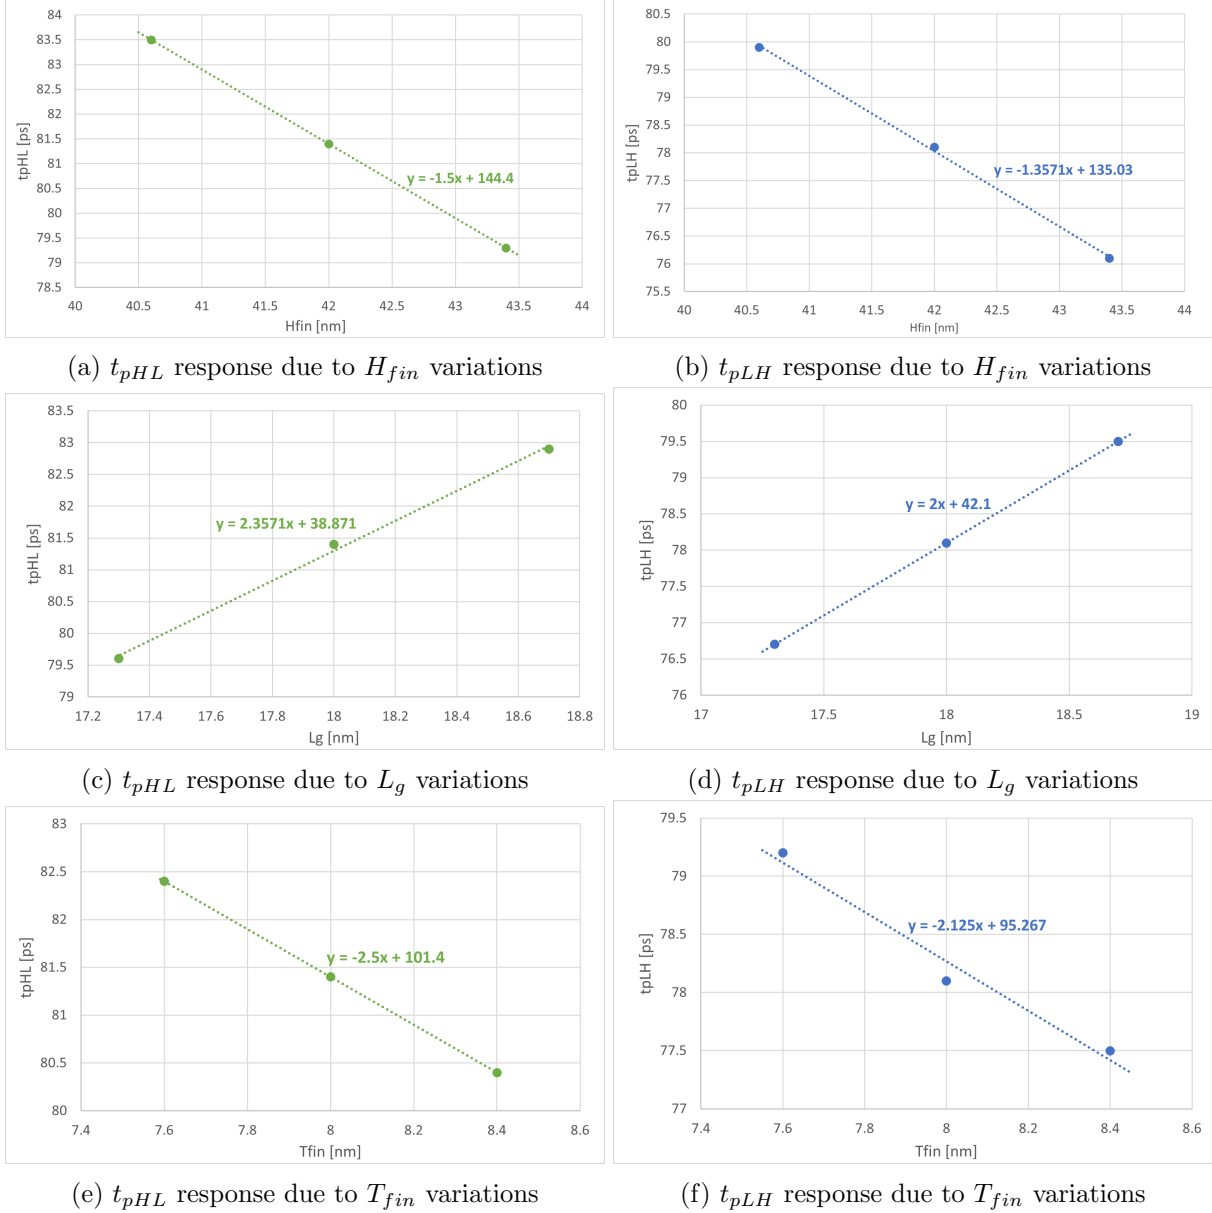 84
83.5
83
82.5
82
81.5
81
80.5
80
79.5
79
78.5
tpHL [ps]
y = -1.5x + 144.4
40 40.5 41 41.5 42 42.5 43 43.5 44
Hfin [nm]
80.5
80
79.5
79
78.5
78
77.5
77
76.5
76
75.5
tpLH [ps]
y = -1.3571x + 135.03
40 40.5 41 41.5 42 42.5 43 43.5 44
Hfin [nm]
(a) tpHL response due to Hfin variations
(b) tpLH response due to Hfin variations
83.5
83
82.5
82
81.5
81
80.5
80
79.5
79
tpHL [ps]
y = 2.3571x + 38.871
17.2 17.4 17.6 17.8 18 18.2 18.4 18.6 18.8
Lg [nm]
80
79.5
79
78.5
78
77.5
77
76.5
76
tpLH [ps]
y = 2x + 42.1
17 17.5 18 18.5 19
Lg [nm]
(c) tpHL response due to Lg variations
(d) tpLH response due to Lg variations
83
82.5
82
81.5
81
80.5
80
tpHL [ps]
y = -2.5x + 101.4
7.4 7.6 7.8 8 8.2 8.4 8.6
Tfin [nm]
79.5
79
78.5
78
77.5
77
tpLH [ps]
y = -2.125x + 95.267
7.4 7.6 7.8 8 8.2 8.4 8.6
Tfin [nm]
(e) tpHL response due to Tfin variations
(f) tpLH response due to Tfin variations